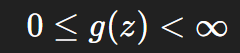 0 ≤ g(z) < ∞